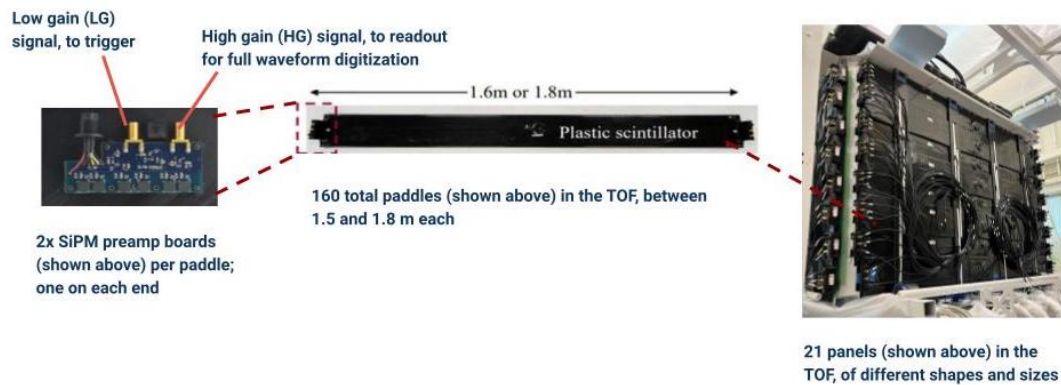 Low gain (LG)
signal, to trigger
High gain (HG) signal, to readout
for full waveform digitization
1.6m or 1.8m
Plastic scintillator
160 total paddles (shown above) in the TOF, between
1.5 and 1.8 m each
2x SiPM preamp boards
(shown above) per paddle;
one on each end
21 panels (shown above) in the
TOF, of different shapes and sizes